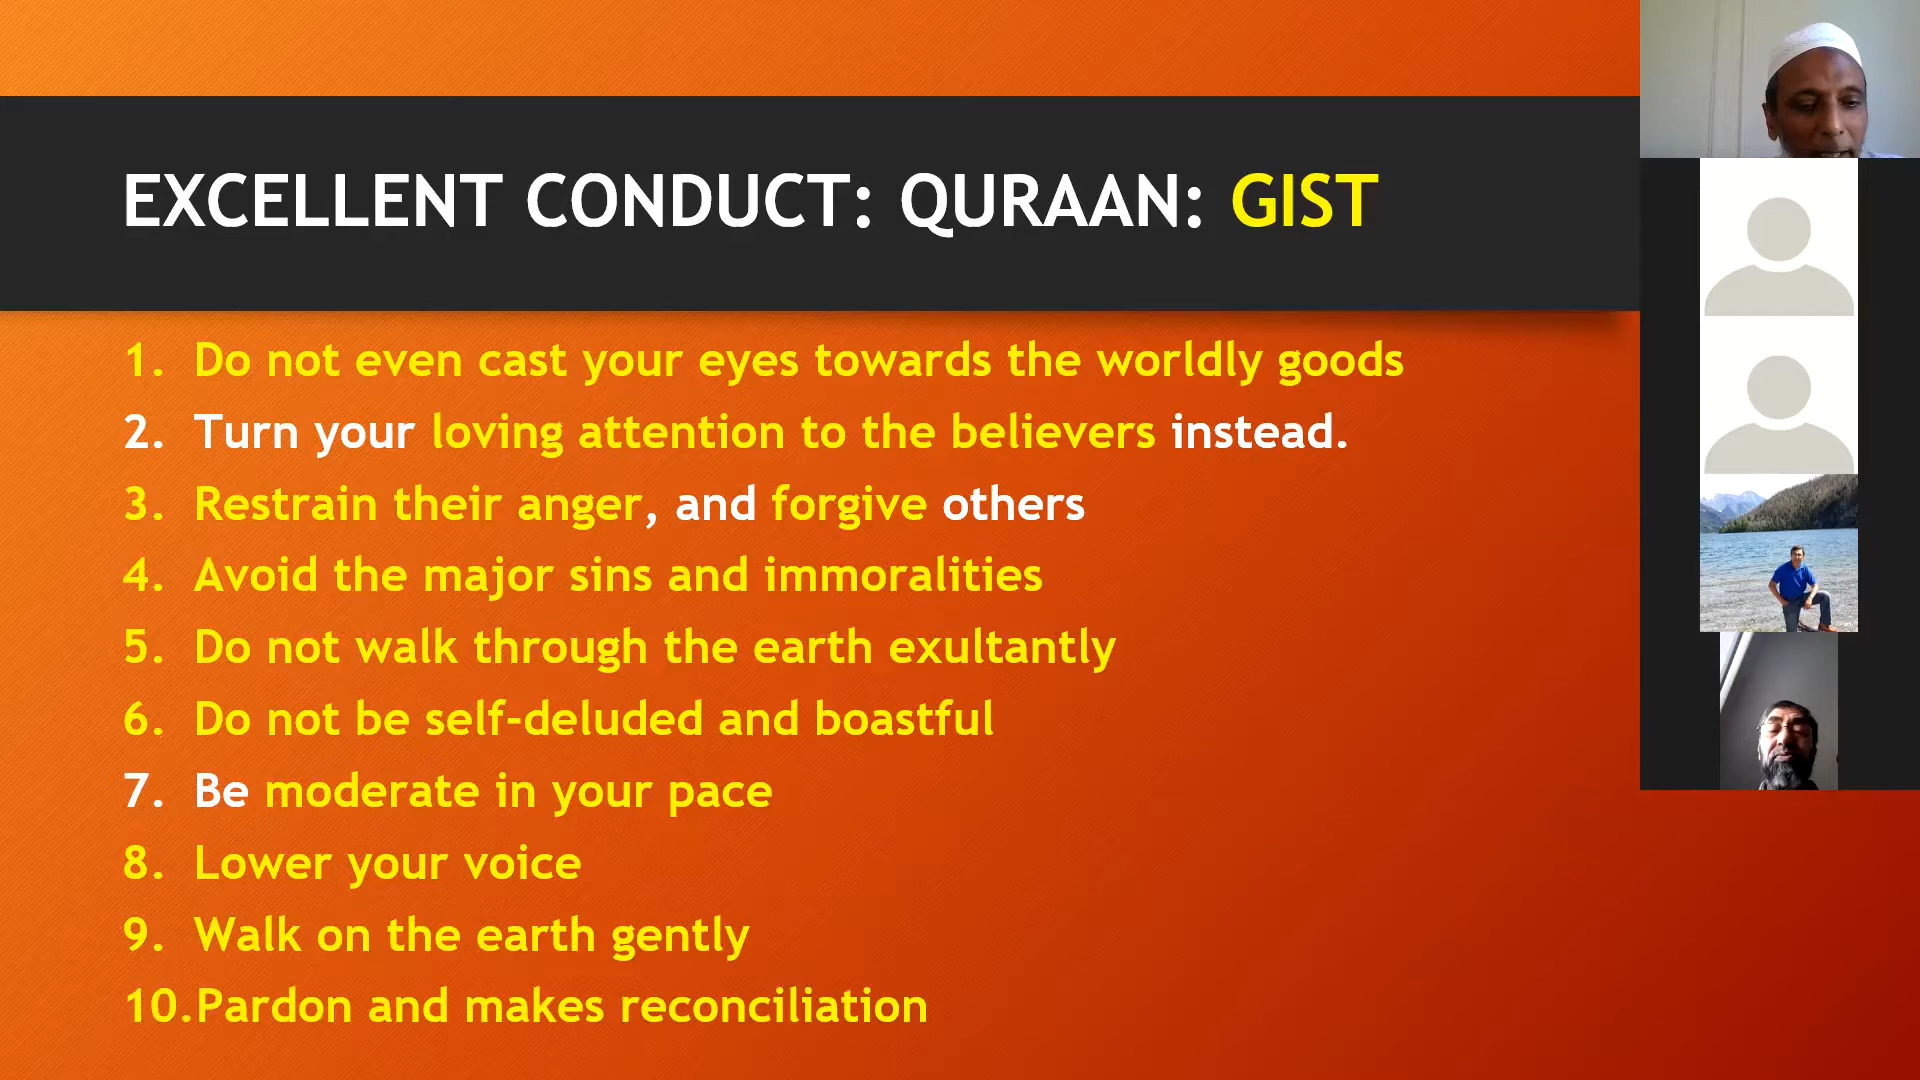 EXCELLENT CONDUCT: QURAAN: GIST
1. Do not even cast your eyes towards the worldly goods
2. Turn your loving attention to the believers instead.
3. Restrain their anger, and forgive others
4. Avoid the major sins and immoralities
5. Do not walk through the earth exultantly
6. Do not be self-deluded and boastful
7. Be moderate in your pace
8. Lower your voice
9. Walk on the earth gently
10.Pardon and makes reconciliation